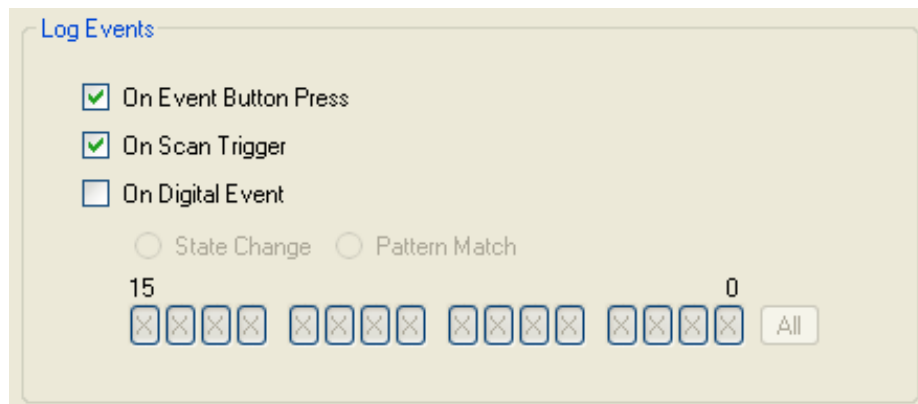 Log Events
On Event Button Press
On Scan Trigger
On Digital Event
State Change Pattern Match
15 0
X X X X X X X X X X X X X X X X All